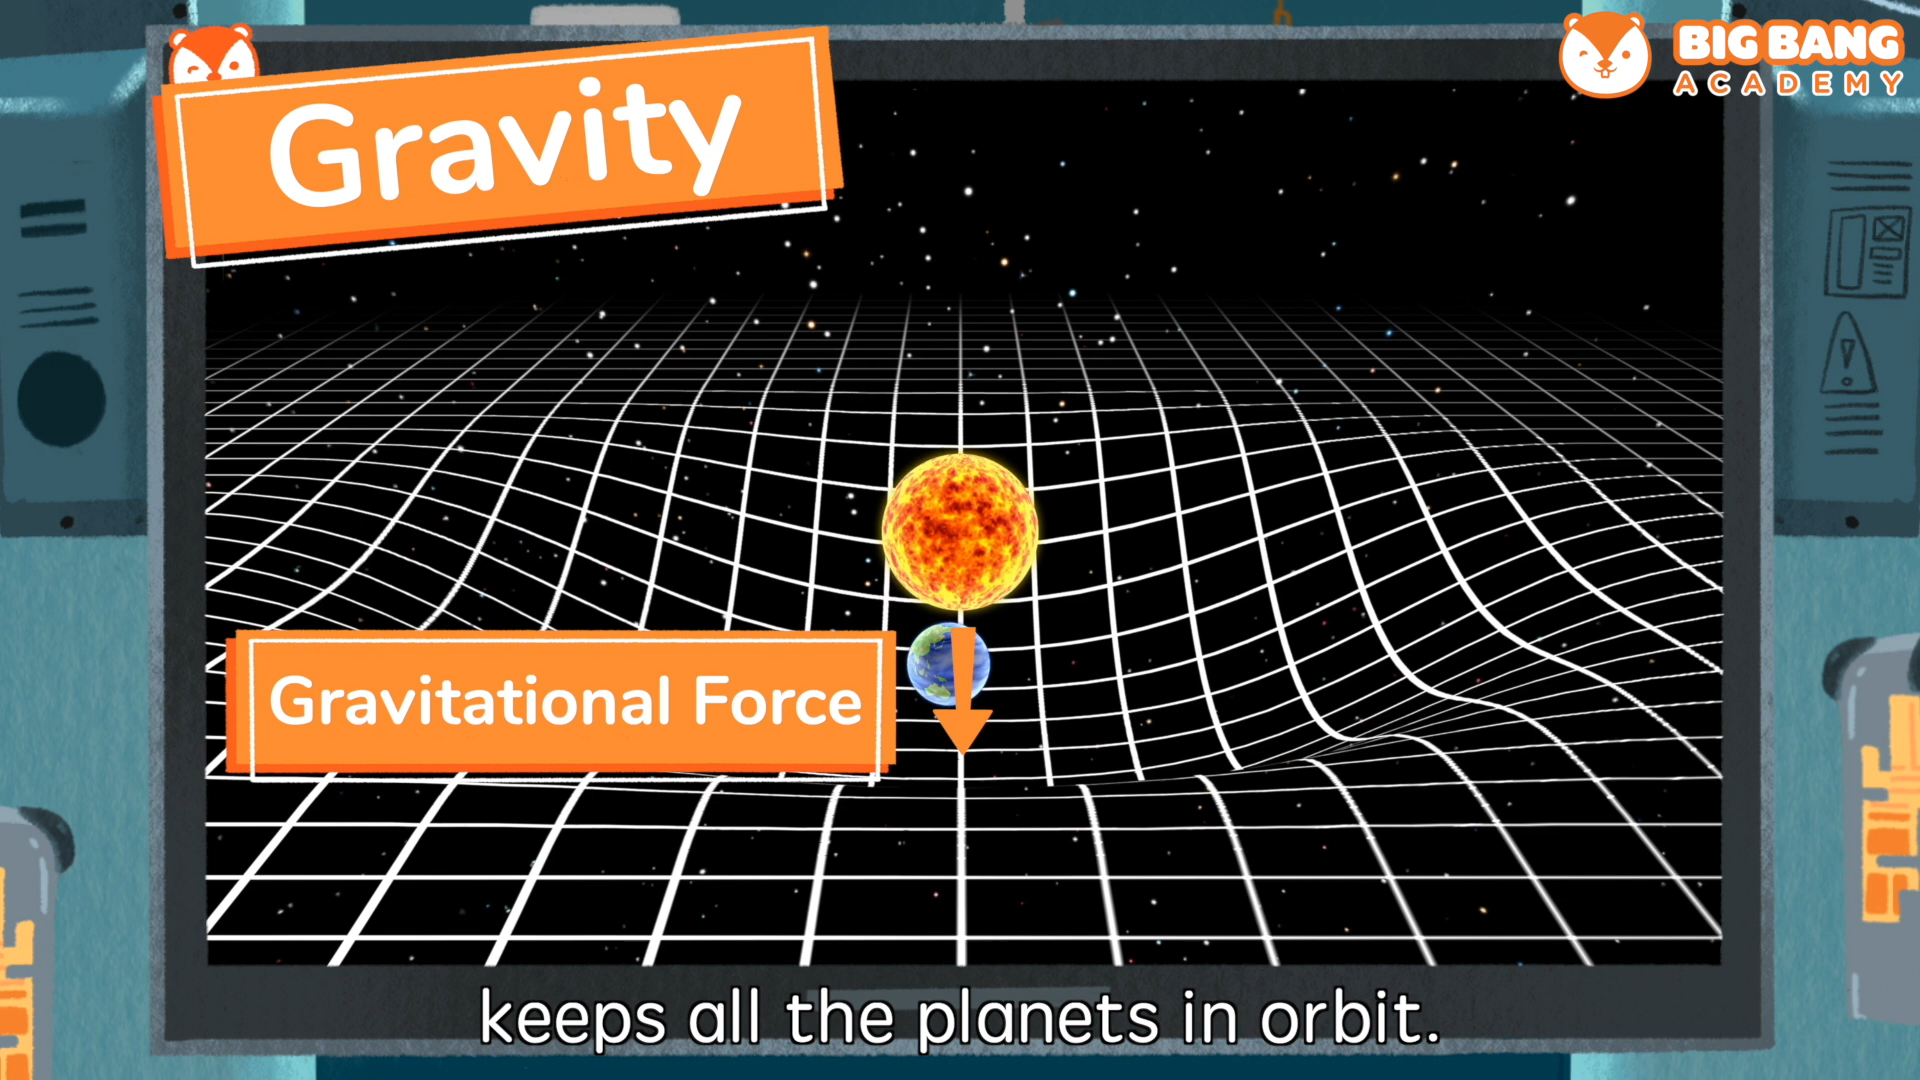 Gravity
BIG BANG
ACADEMY
Gravitational Force
keeps all the planets in orbit.